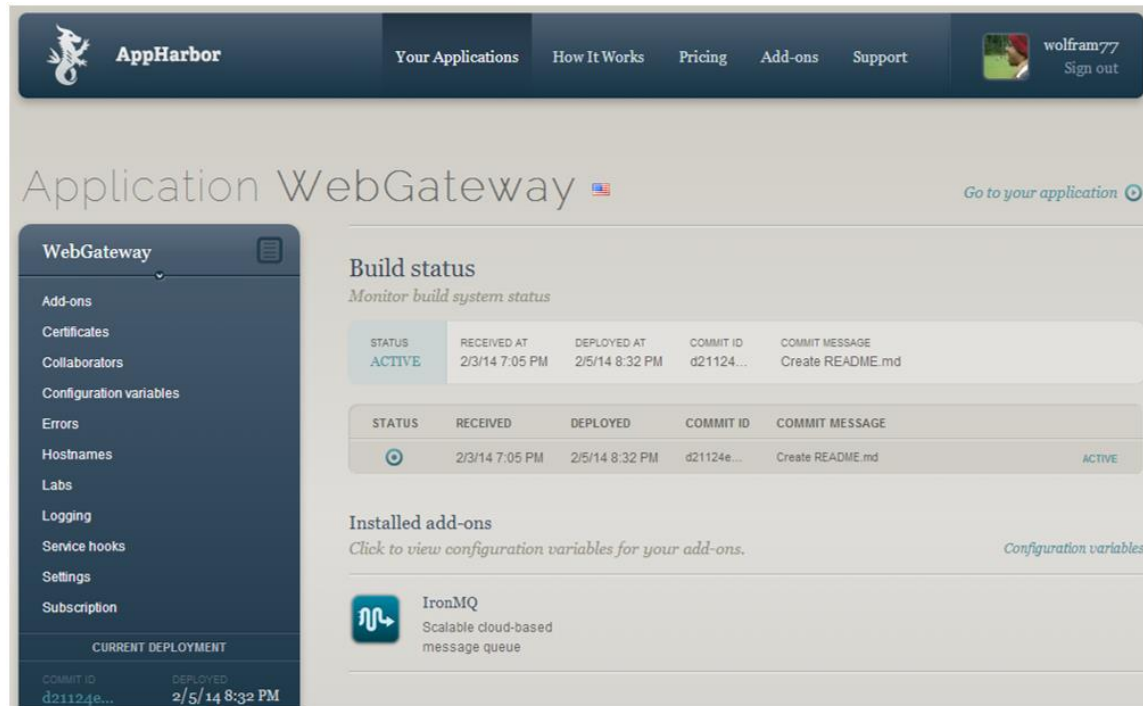 AppHarbor
Your Applications How It Works Pricing Add-ons Support
wolfram77
Sign out
Application WebGateway
Go to your application
WebGateway
Add-ons
Certificates
Collaborators
Configuration variables
Errors
Hostnames
Labs
Logging
Service hooks
Settings
Subscription
CURRENT DEPLOYMENT
COMMIT ID DEPLOYED
d21124e... 2/5/14 8:32 PM
Build status
Monitor build system status
STATUS RECEIVED AT DEPLOYED AT COMMIT ID COMMIT MESSAGE
ACTIVE 2/3/14 7:05 PM 2/5/14 8:32 PM d21124... Create README.md
STATUS RECEIVED DEPLOYED COMMIT ID COMMIT MESSAGE
2/3/14 7:05 PM 2/5/14 8:32 PM d21124e... Create README.md ACTIVE
Installed add-ons
Click to view configuration variables for your add-ons. Configuration variables
IronMQ
Scalable cloud-based
message queue